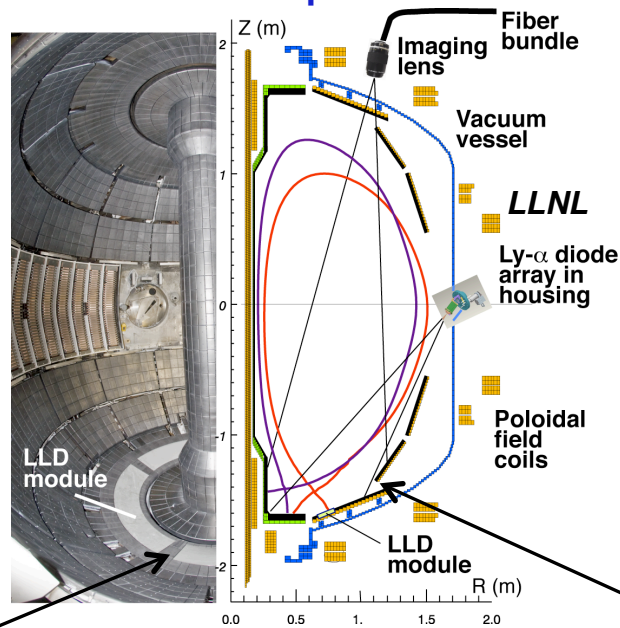 Z (m)
Fiber
bundle
Imaging
lens
Vacuum
vessel
LLNL
Ly-α diode
array in
housing
Poloidal
field
coils
LLD
module
LLD
module
R (m)
2
1
0
-1
-2
0.0
0.5
1.
1.5
2.0